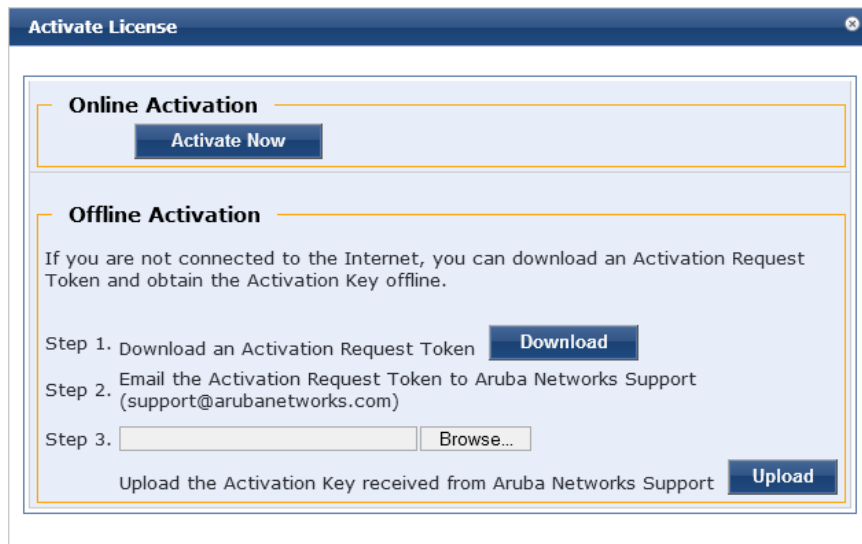 Activate License
Online Activation
Activate Now
Offline Activation
If you are not connected to the Internet, you can download an Activation Request
Token and obtain the Activation Key offline.
Step 1. Download an Activation Request Token Download
Step 2. Email the Activation Request Token to Aruba Networks Support
(support@arubanetworks.com)
Step 3. Browse...
Upload the Activation Key received from Aruba Networks Support Upload